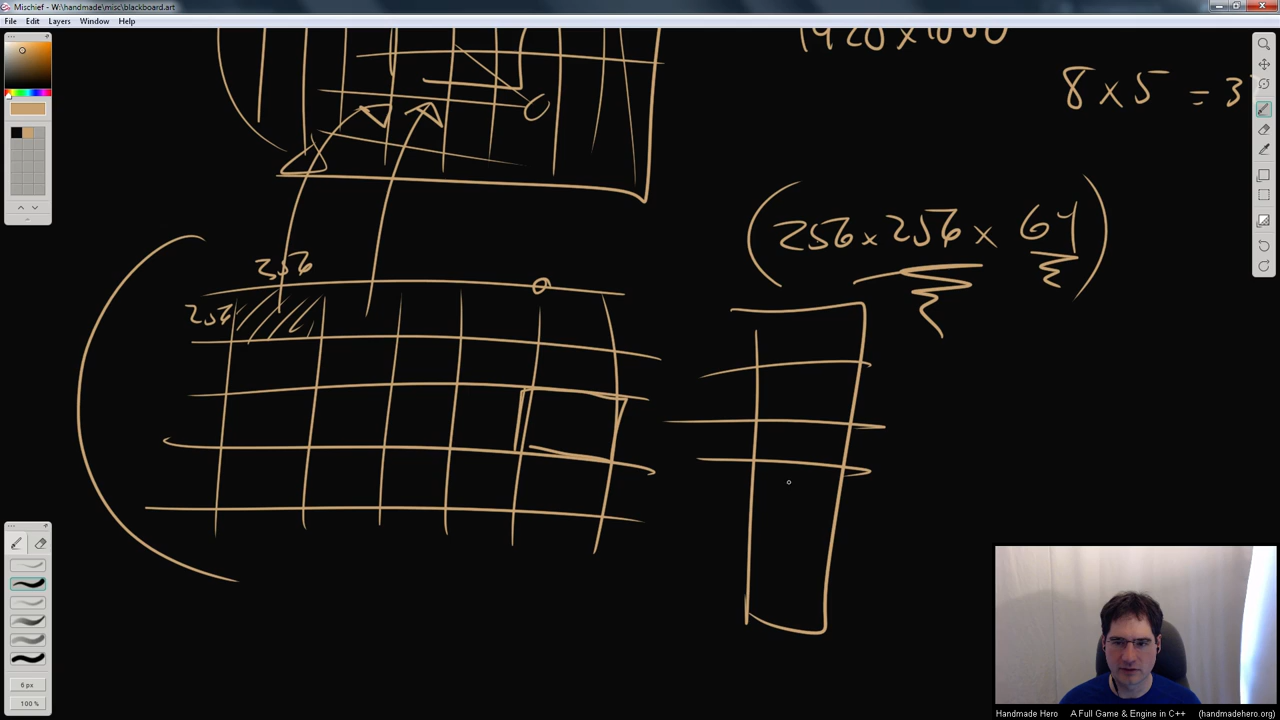 Mischief - W:\handmade\misc\blackboard.art
File Edit Layers Window Help
1920x1080
8 x 5 = 3
(256 x 256 x 64)
256
256
6 px
100 %
Handmade Hero A Full Game & Engine in C++ (handmadehero.org)